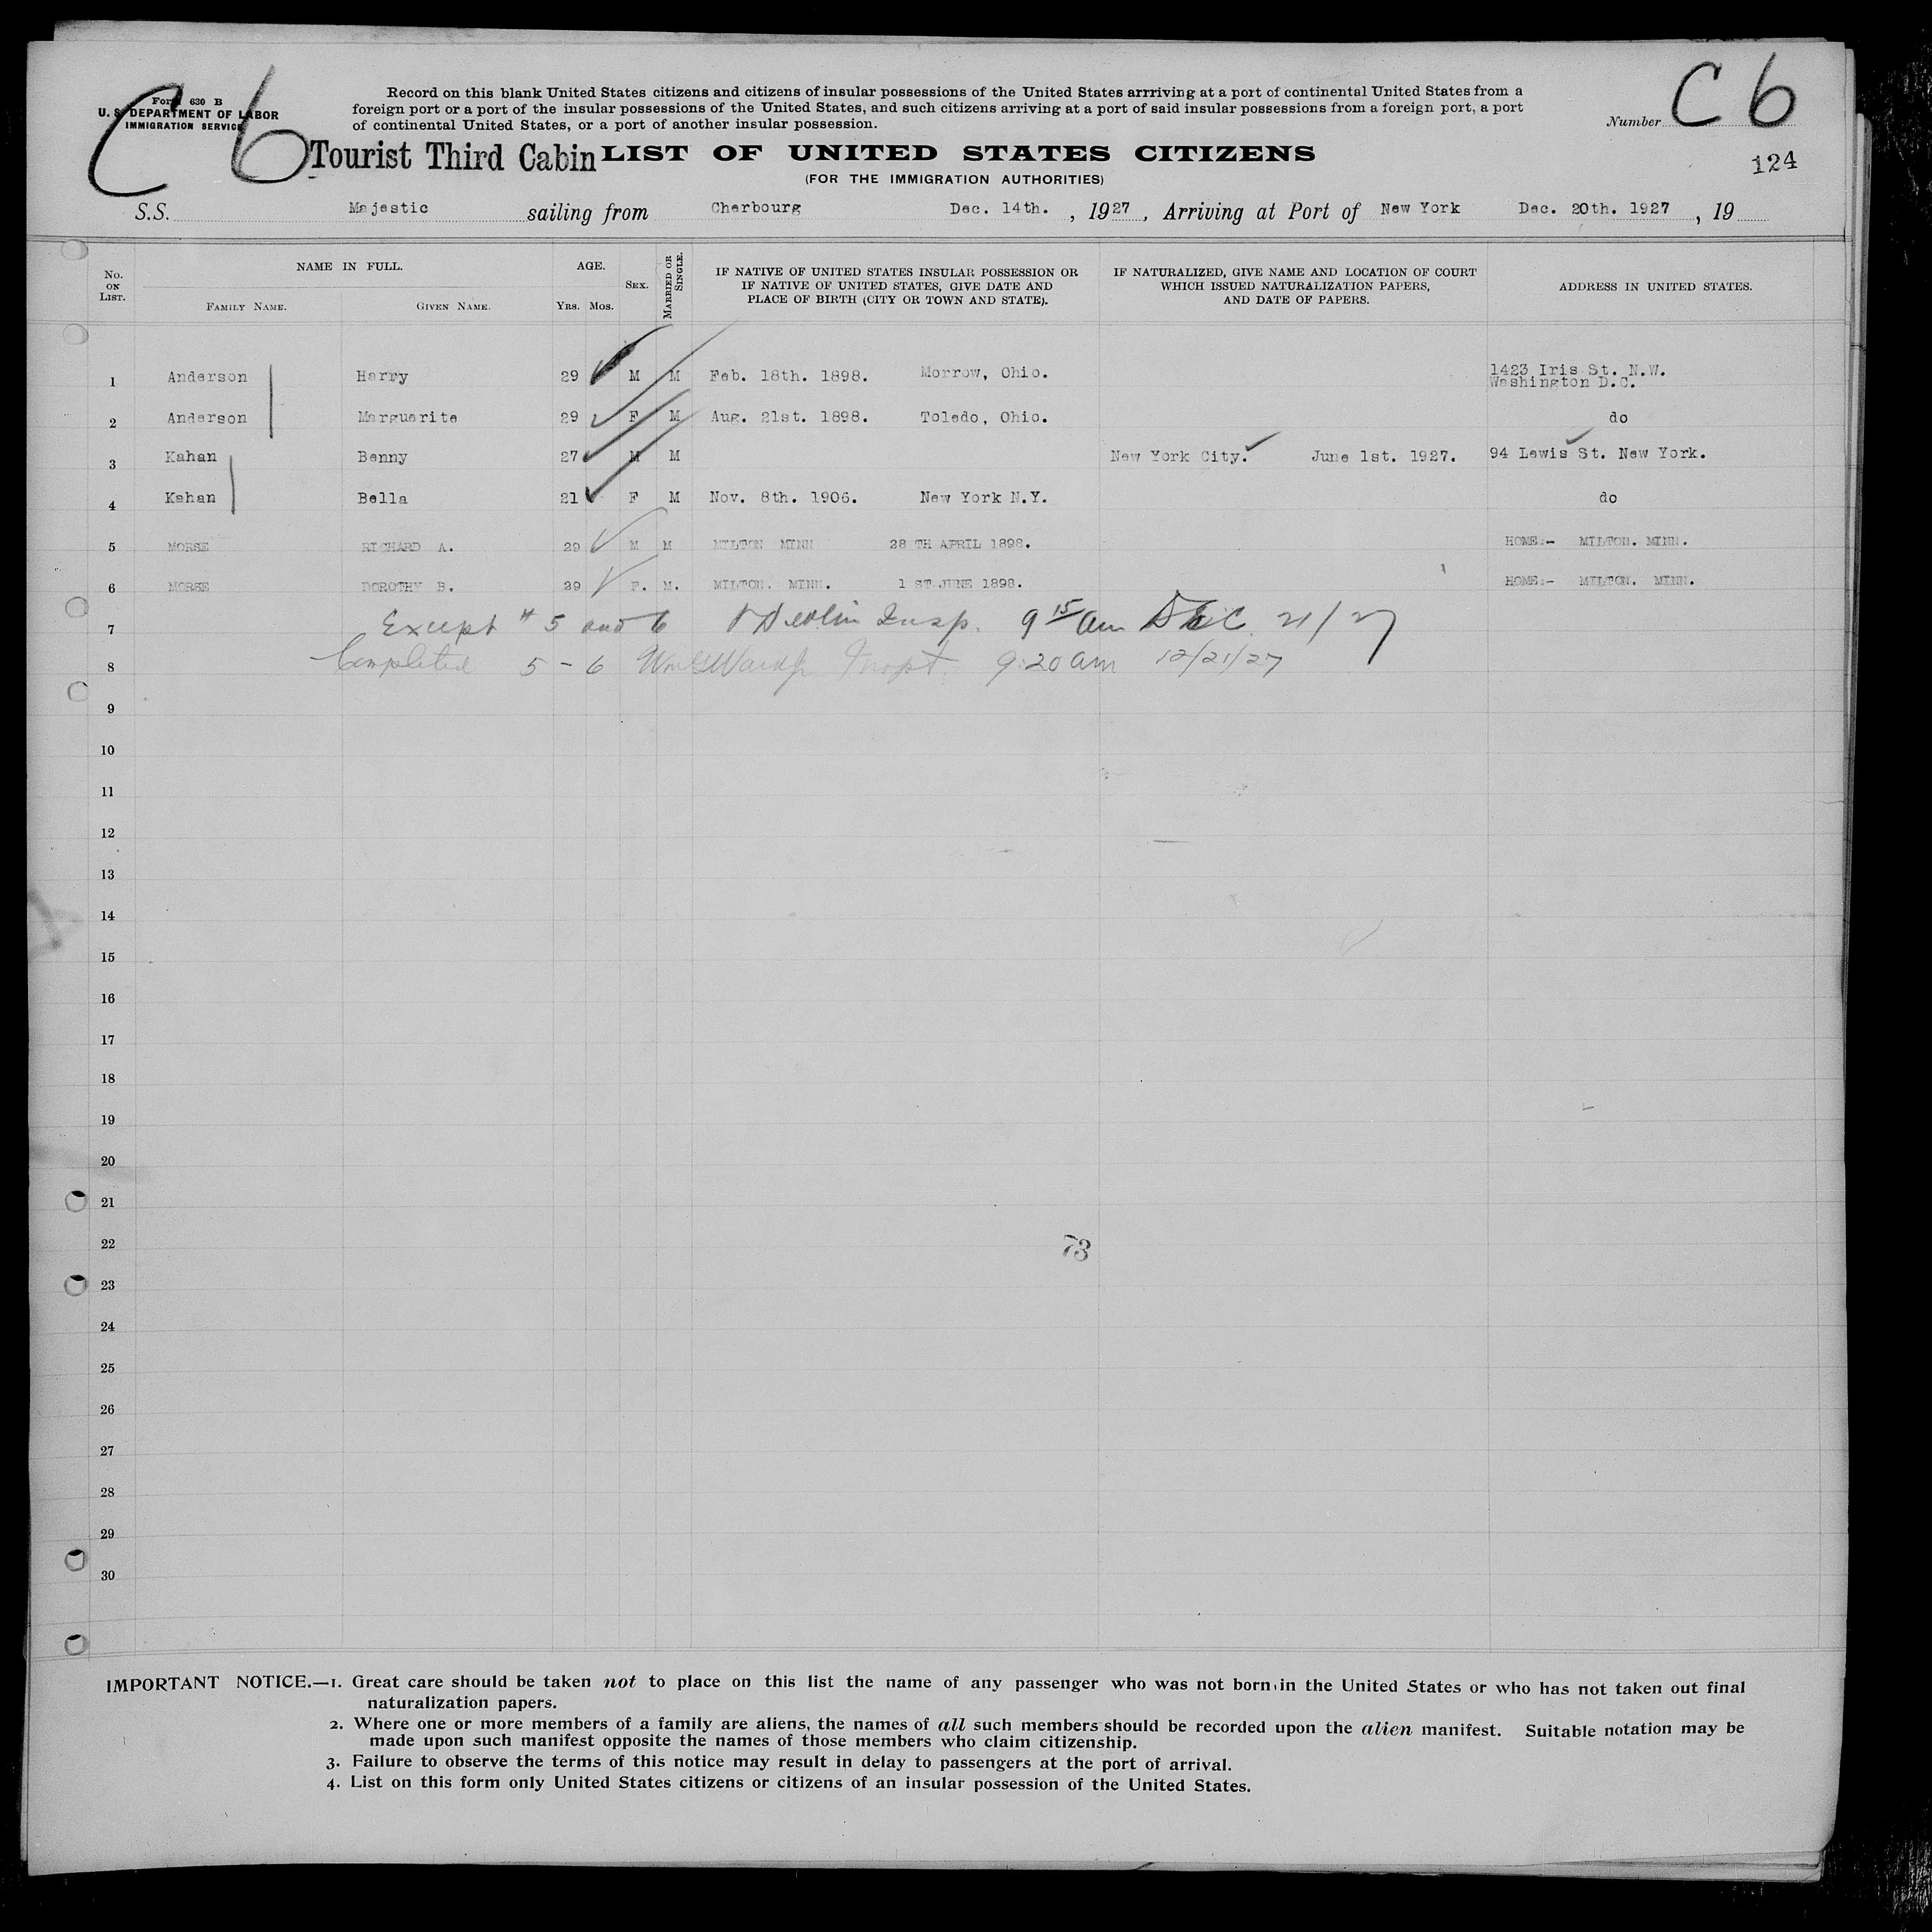 C 6
C 6
Form 630 B
U. S. DEPARTMENT OF LABOR
IMMIGRATION SERVICE
Record on this blank United States citizens and citizens of insular possessions of the United States arrriving at a port of continental United States from a
foreign port or a port of the insular possessions of the United States, and such citizens arriving at a port of said insular possessions from a foreign port, a port
of continental United States, or a port of another insular possession.
Number
Tourist Third Cabin LIST OF UNITED STATES CITIZENS
124
(FOR THE IMMIGRATION AUTHORITIES)
S.S. Majestic sailing from Cherbourg Dec. 14th. , 1927 , Arriving at Port of New York Dec. 20th. 1927 , 19
No. ON LIST. NAME IN FULL. FAMILY NAME. GIVEN NAME. AGE. YRS. MOS. SEX. MARRIED OR SINGLE. IF NATIVE OF UNITED STATES INSULAR POSSESSION OR IF NATIVE OF UNITED STATES, GIVE DATE AND PLACE OF BIRTH (CITY OR TOWN AND STATE). IF NATURALIZED, GIVE NAME AND LOCATION OF COURT WHICH ISSUED NATURALIZATION PAPERS, AND DATE OF PAPERS. ADDRESS IN UNITED STATES.
1 Anderson Harry 29 M M Feb. 18th. 1898. Morrow, Ohio. 1423 Iris St. N.W. Washington D.C.
2 Anderson Marguarite 29 F M Aug. 21st. 1898. Toledo, Ohio. do
3 Kahan Benny 27 M M New York City. June 1st. 1927. 94 Lewis St. New York.
4 Kahan Bella 21 F M Nov. 8th. 1906. New York N.Y. do
5 MORSE RICHARD A. 29 M M MILTON MINN 28 TH APRIL 1898. HOME:- MILTON. MINN.
6 MORSE DOROTHY B. 29 F. M. MILTON. MINN. 1 ST JUNE 1898. HOME:- MILTON. MINN.
7 Except # 5 and 6 Insp. 9 15 am DEC 21/27
8 Completed 5 - 6 Inspt. 9.20 am 12/21/27
9
10
11
12
13
14
15
16
17
18
19
20
21
22
73
23
24
25
26
27
28
29
30
IMPORTANT NOTICE.—1. Great care should be taken not to place on this list the name of any passenger who was not born in the United States or who has not taken out final
naturalization papers.
2. Where one or more members of a family are aliens, the names of all such members should be recorded upon the alien manifest. Suitable notation may be
made upon such manifest opposite the names of those members who claim citizenship.
3. Failure to observe the terms of this notice may result in delay to passengers at the port of arrival.
4. List on this form only United States citizens or citizens of an insular possession of the United States.